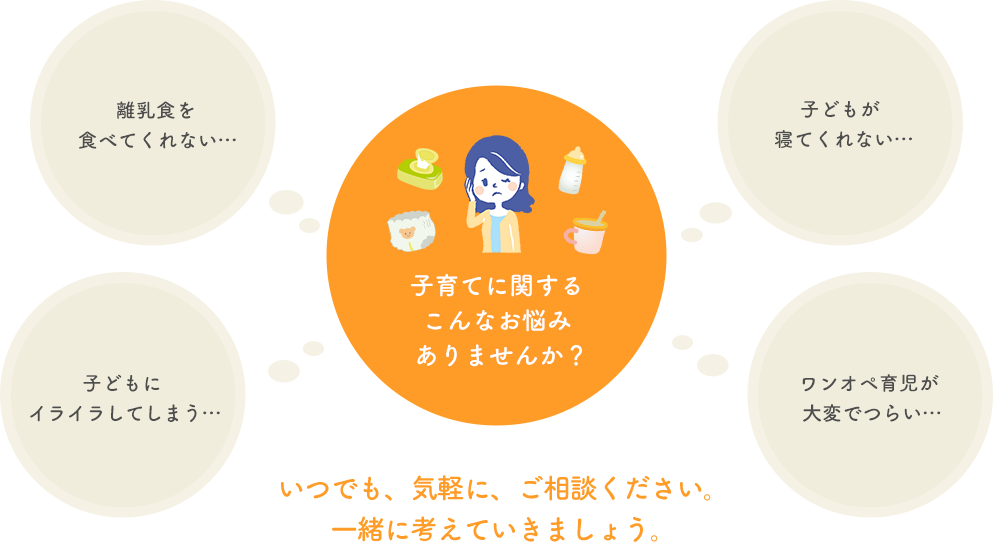 離乳食を
食べてくれない…
子どもが
寝てくれない…
子育てに関する
こんなお悩み
ありませんか？
子どもに
イライラしてしまう…
ワンオペ育児が
大変でつらい…
いつでも、気軽に、ご相談ください。
一緒に考えていきましょう。